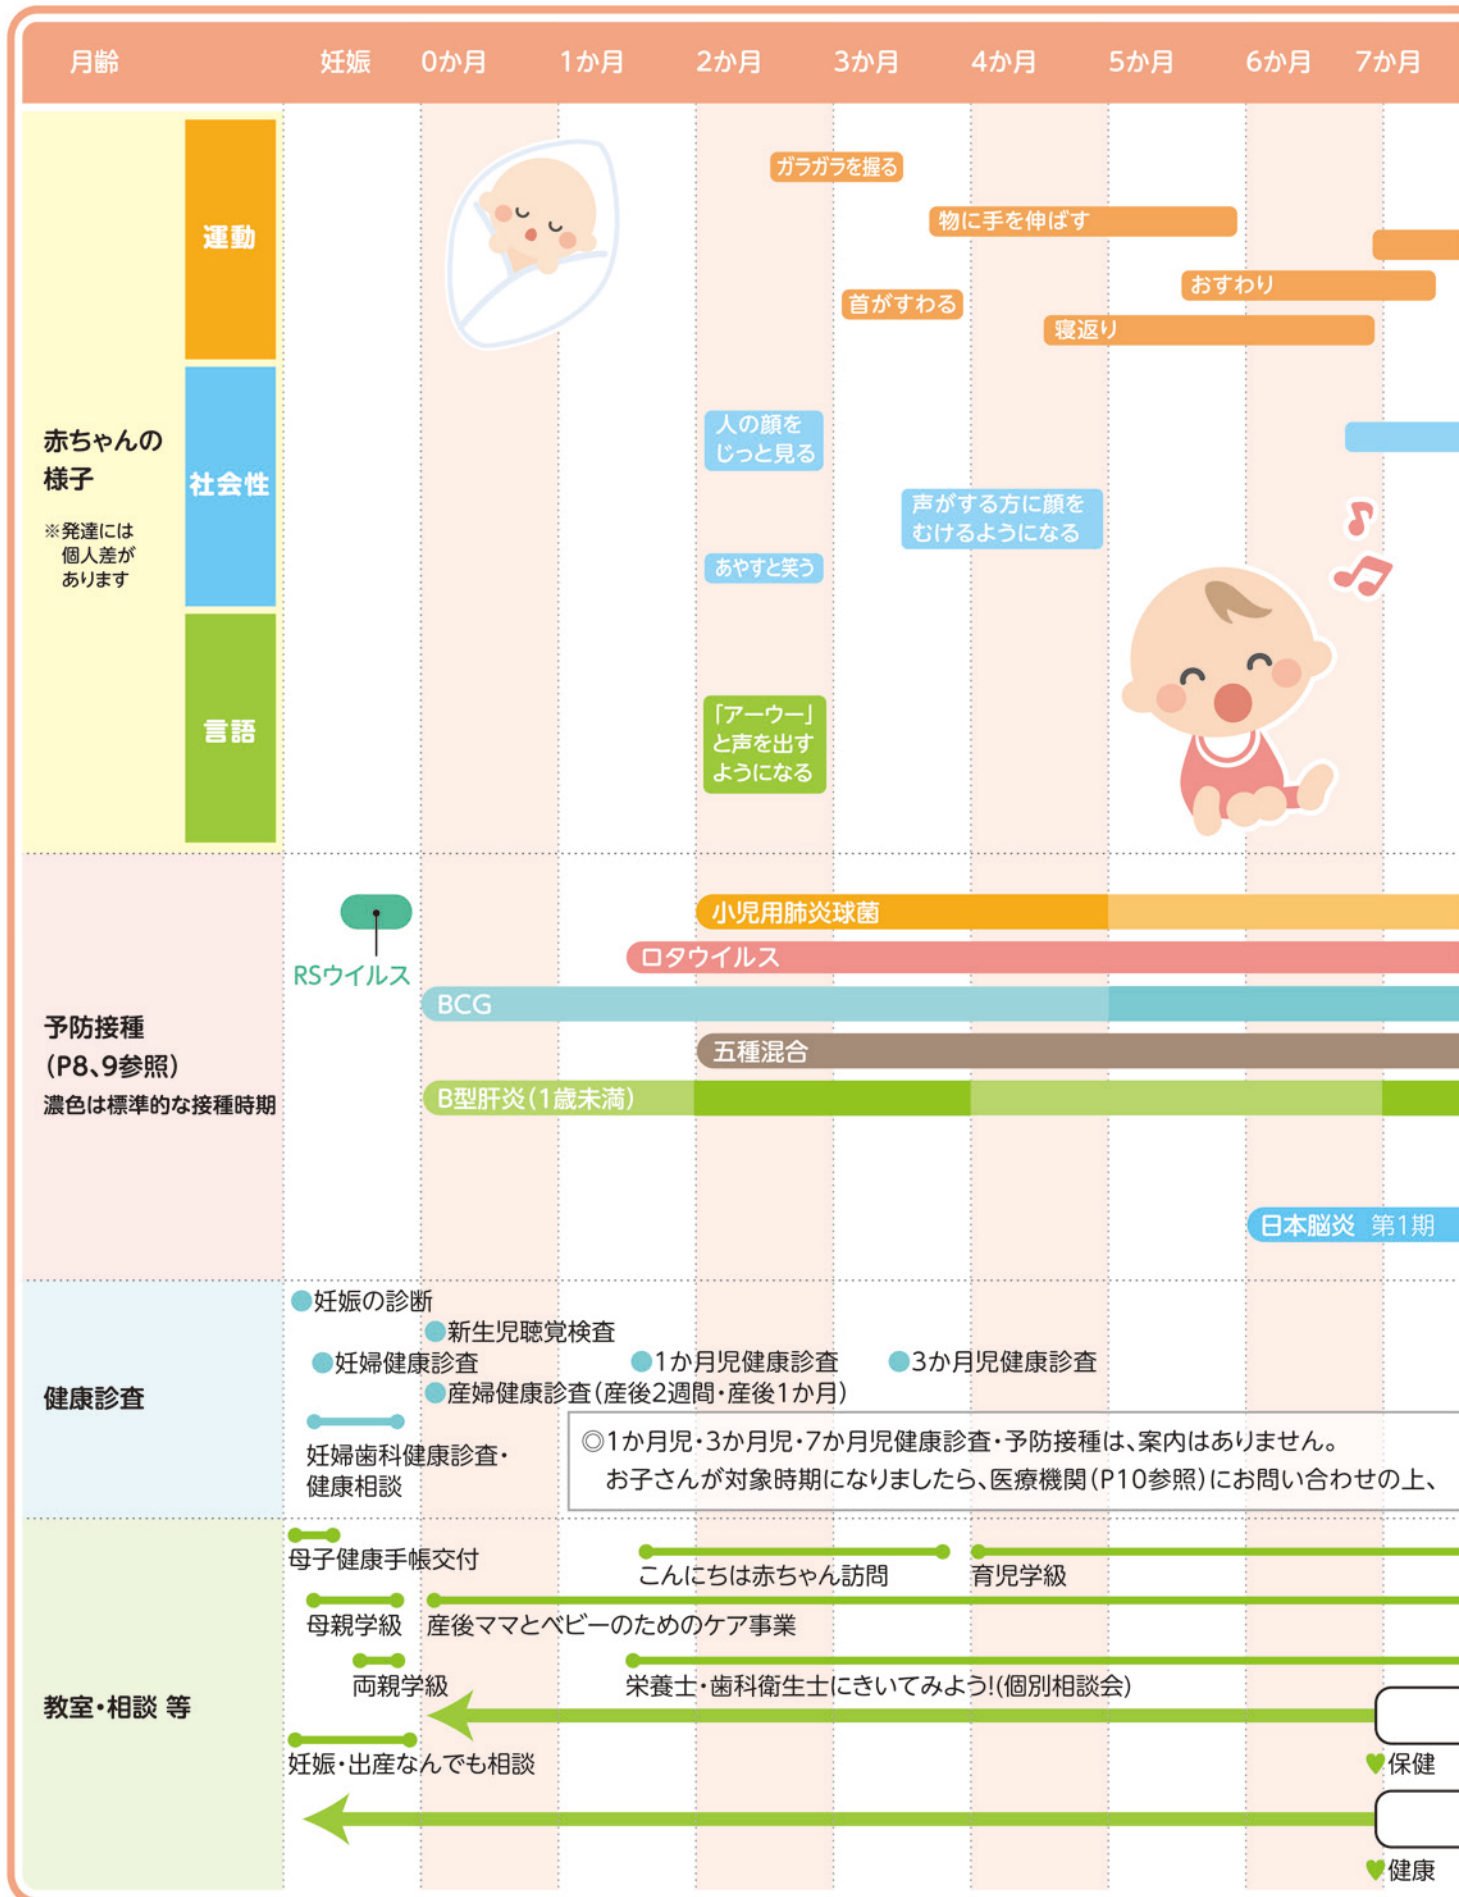 月齢 妊娠 0か月 1か月 2か月 3か月 4か月 5か月 6か月 7か月
赤ちゃんの
様子
※発達には
個人差が
あります
運動
ガラガラを握る
物に手を伸ばす
おすわり
首がすわる
寝返り
社会性
人の顔を
じっと見る
声がする方に顔を
むけるようになる
あやすと笑う
言語
「アーウー」
と声を出す
ようになる
予防接種
(P8、9参照)
濃色は標準的な接種時期
RSウイルス
小児用肺炎球菌
ロタウイルス
BCG
五種混合
B型肝炎(1歳未満)
日本脳炎 第1期
健康診査
妊娠の診断
新生児聴覚検査
妊婦健康診査
1か月児健康診査
3か月児健康診査
産婦健康診査(産後2週間・産後1か月)
妊婦歯科健康診査・
健康相談
◎1か月児・3か月児・7か月児健康診査・予防接種は、案内はありません。
お子さんが対象時期になりましたら、医療機関(P10参照)にお問い合わせの上、
教室・相談 等
母子健康手帳交付
こんにちは赤ちゃん訪問
育児学級
母親学級
産後ママとベビーのためのケア事業
両親学級
栄養士・歯科衛生士にきいてみよう!(個別相談会)
妊娠・出産なんでも相談
♥保健
♥健康